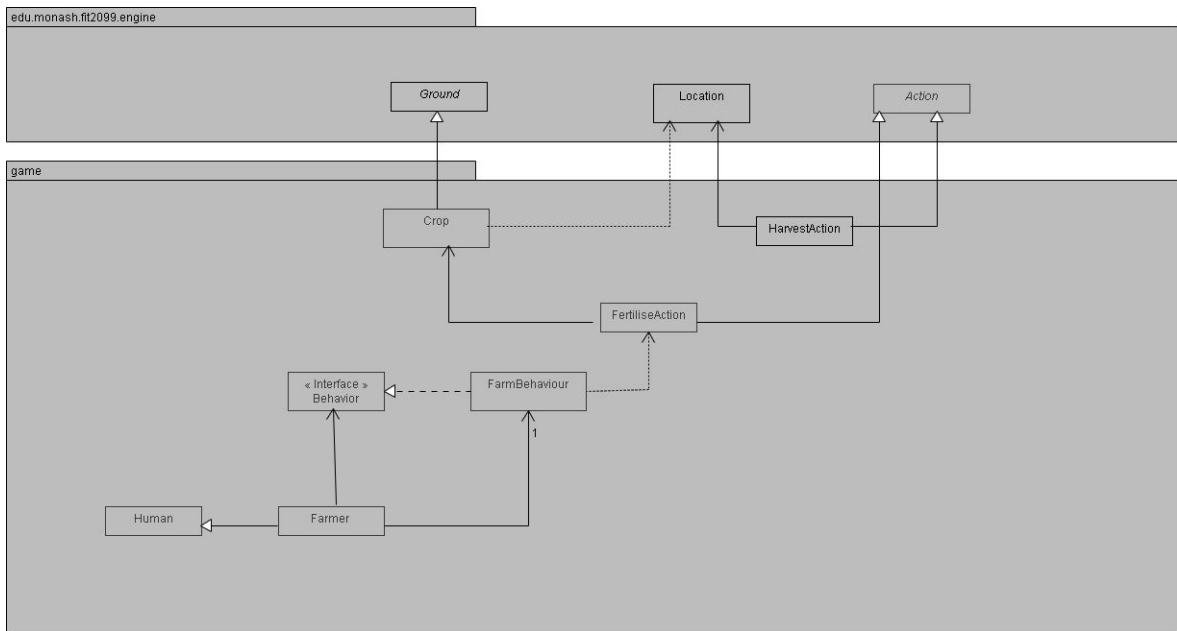 edu.monash.fit2099.engine
Ground
Location
Action
game
Crop
HarvestAction
FertiliseAction
« Interface »
Behavior
FarmBehaviour
1
Human
Farmer